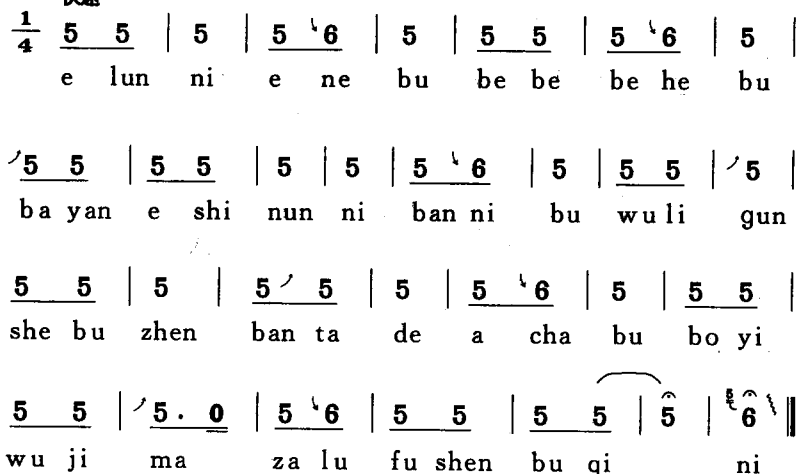 1/4 5 5 | 5 | 5 6 | 5 | 5 5 | 5 6 | 5 |
e lun ni e ne bu be be be he bu
5 5 | 5 5 | 5 | 5 | 5 6 | 5 | 5 5 | 5 |
ba yan e shi nun ni ban ni bu wu li gun
5 5 | 5 | 5 5 | 5 | 5 6 | 5 | 5 5 |
she bu zhen ban ta de a cha bu bo yi
5 5 | 5 . 0 | 5 6 | 5 5 | 5 5 | 5 | 6 ‖
wu ji ma za lu fu shen bu qi ni